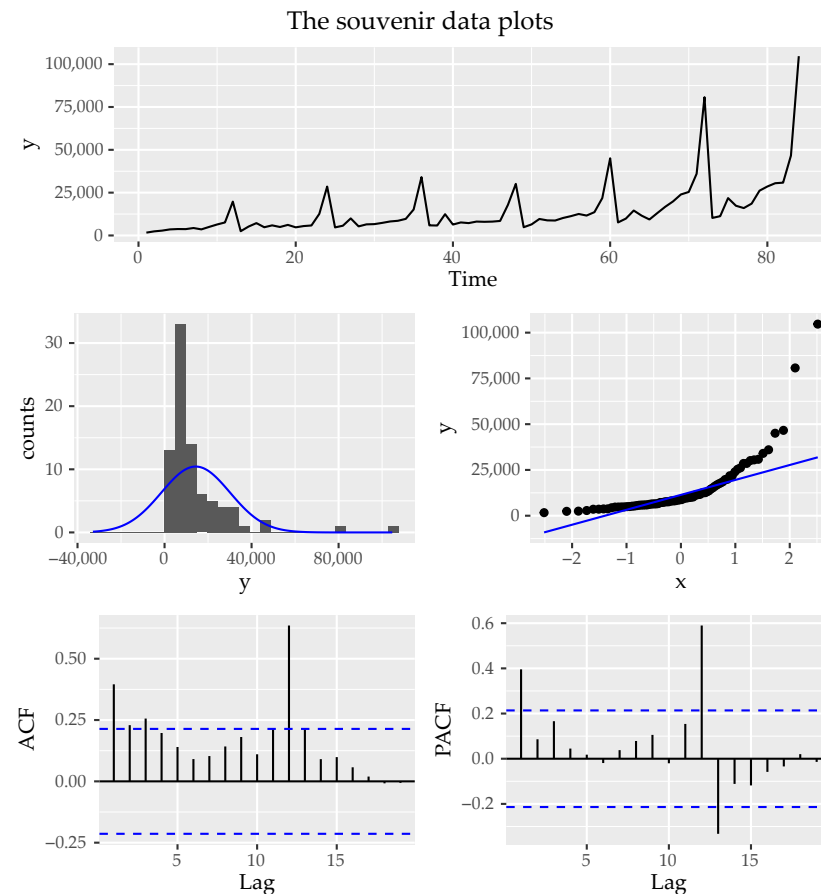 The souvenir data plots
100,000
75,000
50,000
25,000
0
y
0 20 40 60 80
Time
30
20
10
0
counts
−40,000 0 40,000 80,000
y
100,000
75,000
50,000
25,000
0
y
−2 −1 0 1 2
x
0.50
0.25
0.00
−0.25
ACF
5 10 15
Lag
0.6
0.4
0.2
0.0
−0.2
PACF
5 10 15
Lag